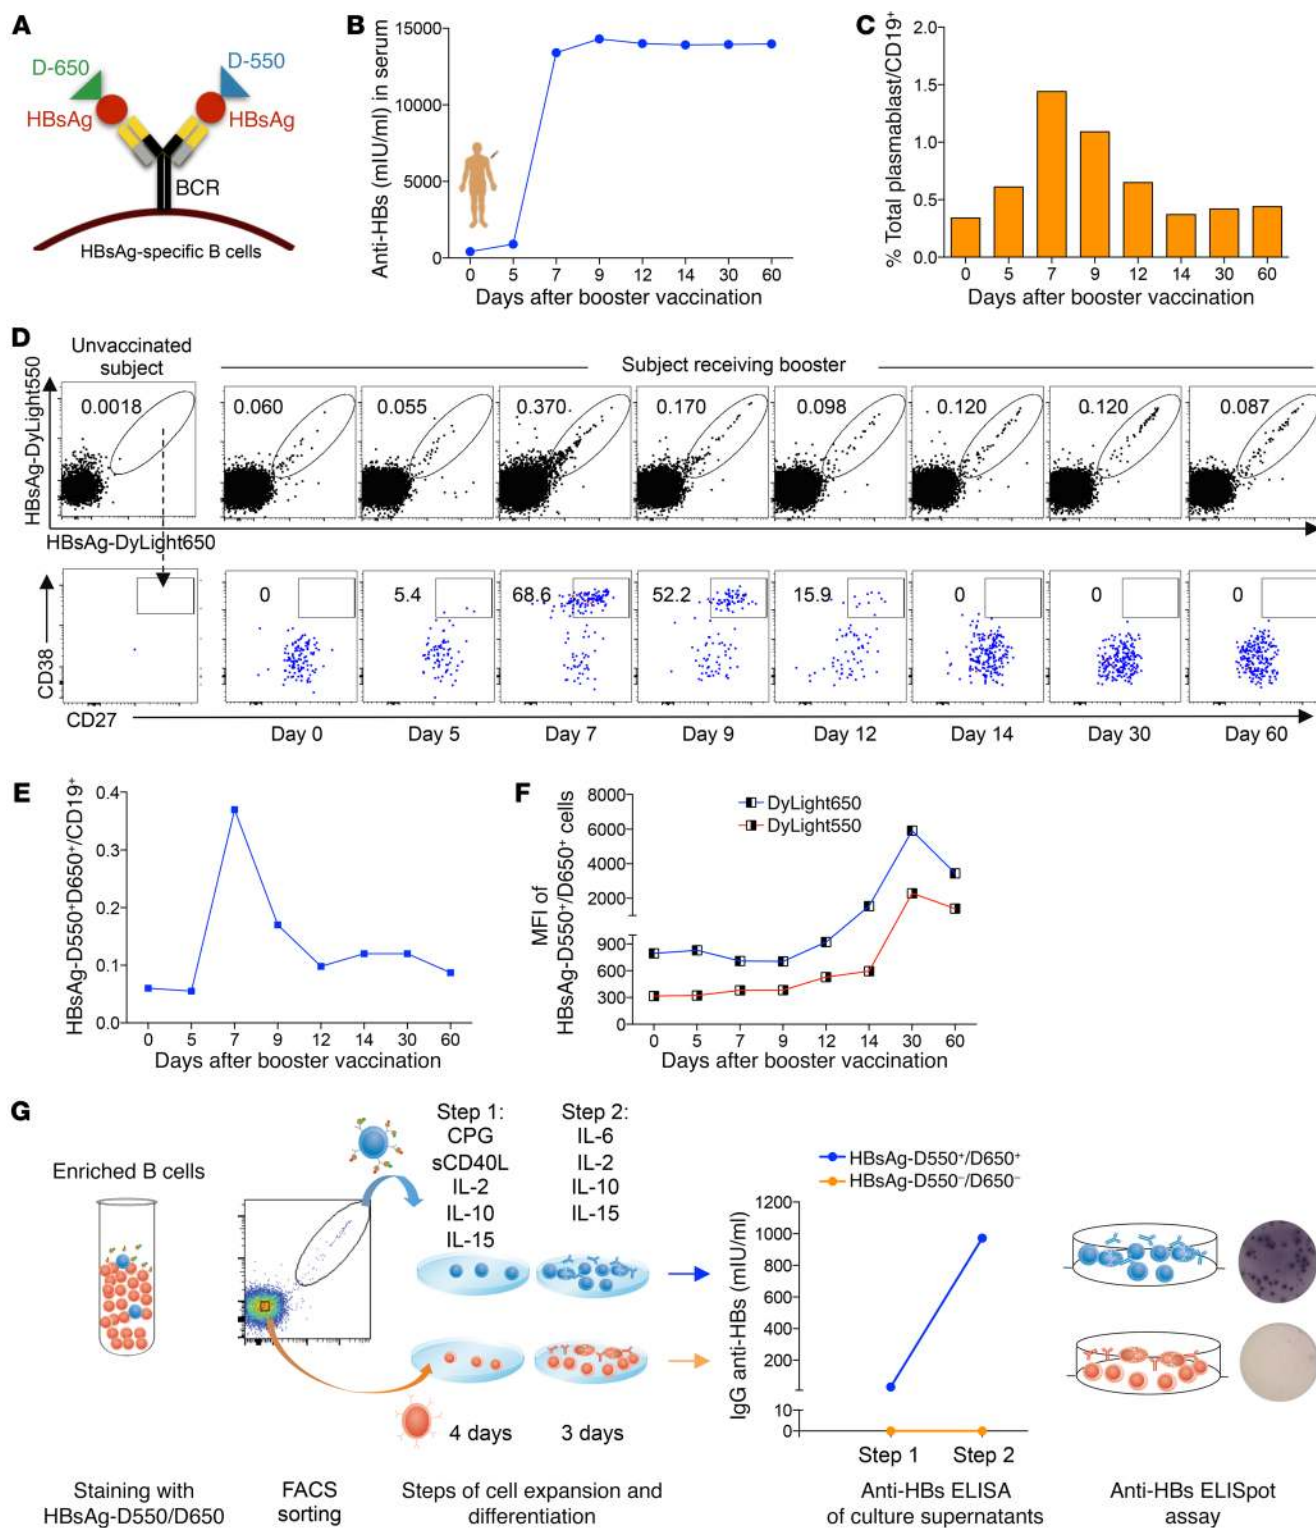 A
D-650
D-550
HBsAg
HBsAg
BCR
HBsAg-specific B cells
B
Anti-HBs (mIU/ml) in serum
15000
10000
5000
0
0 5 7 9 12 14 30 60
Days after booster vaccination
C
% Total plasmablast/CD19⁺
2.0
1.5
1.0
0.5
0.0
0 5 7 9 12 14 30 60
Days after booster vaccination
D
Unvaccinated
subject
Subject receiving booster
HBsAg-DyLight550
0.0018 0.060 0.055 0.370 0.170 0.098 0.120 0.120 0.087
HBsAg-DyLight650
CD38
0 5.4 68.6 52.2 15.9 0 0 0
CD27
Day 0 Day 5 Day 7 Day 9 Day 12 Day 14 Day 30 Day 60
E
HBsAg-D550⁺D650⁺/CD19⁺
0.4
0.3
0.2
0.1
0.0
0 5 7 9 12 14 30 60
Days after booster vaccination
F
MFI of
HBsAg-D550⁺/D650⁺ cells
8000
6000
4000
2000
900
600
300
0
DyLight650
DyLight550
0 5 7 9 12 14 30 60
Days after booster vaccination
G
Enriched B cells
Step 1:
CPG
sCD40L
IL-2
IL-10
IL-15
Step 2:
IL-6
IL-2
IL-10
IL-15
4 days
3 days
HBsAg-D550⁺/D650⁺
HBsAg-D550⁻/D650⁻
IgG anti-HBs (mIU/ml)
1200
1000
800
600
400
200
10
0
Step 1 Step 2
Staining with
HBsAg-D550/D650
FACS
sorting
Steps of cell expansion and
differentiation
Anti-HBs ELISA
of culture supernatants
Anti-HBs ELISpot
assay